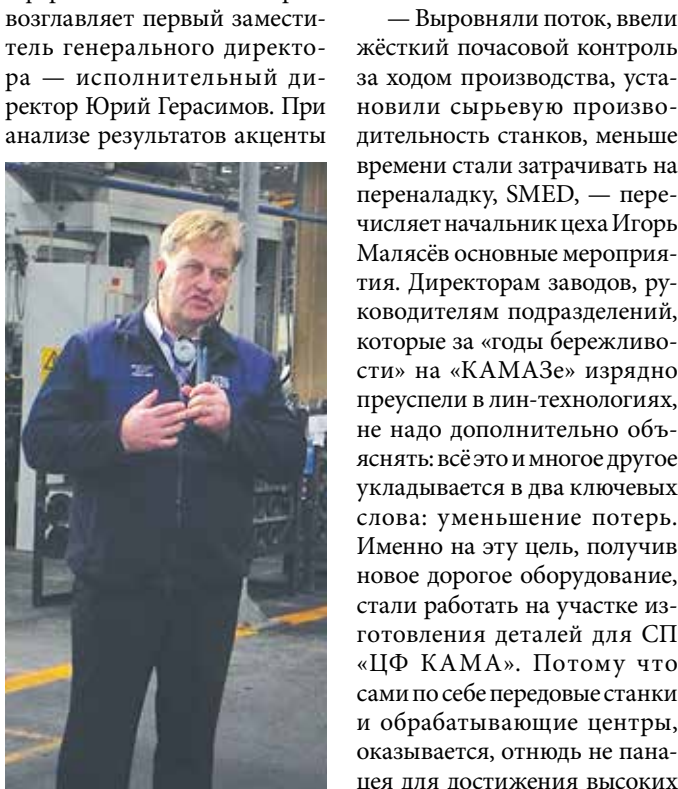 возглавляет первый замести-
тель генерального директо-
ра — исполнительный ди-
ректор Юрий Герасимов. При
анализе результатов акценты
— Выровняли поток, ввели
жёсткий почасовой контроль
за ходом производства, уста-
новили сырьевую произво-
дительность станков, меньше
времени стали затрачивать на
переналадку, SMED, — пере-
числяет начальник цеха Игорь
Малясёв основные мероприя-
тия. Директорам заводов, ру-
ководителям подразделений,
которые за «годы бережливо-
сти» на «КАМАЗе» изрядно
преуспели в лин-технологиях,
не надо дополнительно объ-
яснять: всё это и многое другое
укладывается в два ключевых
слова: уменьшение потерь.
Именно на эту цель, получив
новое дорогое оборудование,
стали работать на участке из-
готовления деталей для СП
«ЦФ КАМА». Потому что
сами по себе передовые станки
и обрабатывающие центры,
оказывается, отнюдь не пана-
цея для достижения высоких